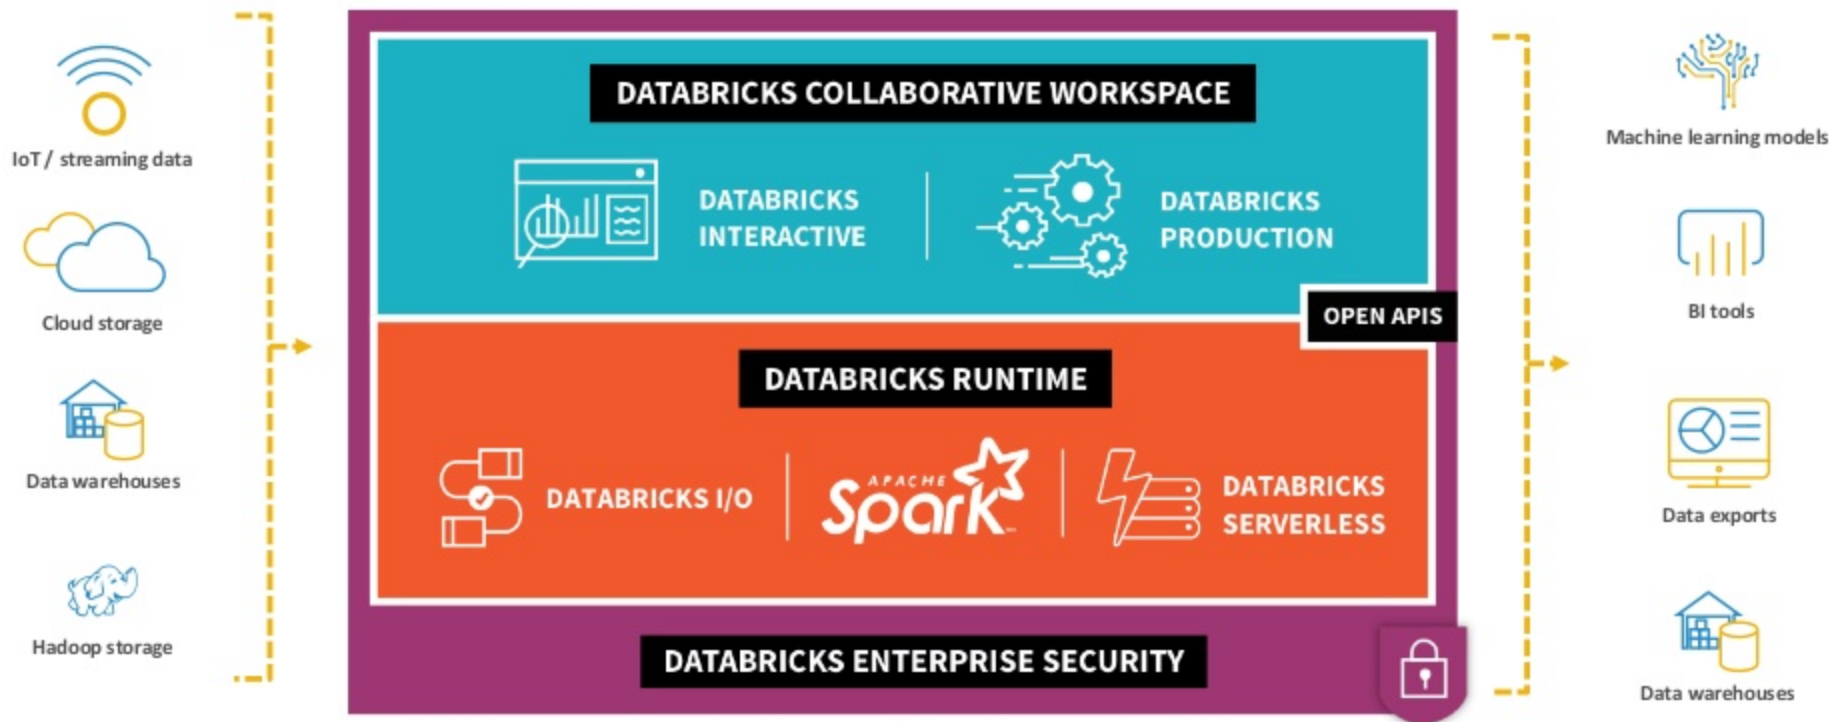 IoT / streaming data
Cloud storage
Data warehouses
Hadoop storage
DATABRICKS COLLABORATIVE WORKSPACE
DATABRICKS
INTERACTIVE
DATABRICKS
PRODUCTION
OPEN APIS
DATABRICKS RUNTIME
DATABRICKS I/O
APACHE
Spark
DATABRICKS
SERVERLESS
DATABRICKS ENTERPRISE SECURITY
Machine learning models
BI tools
Data exports
Data warehouses